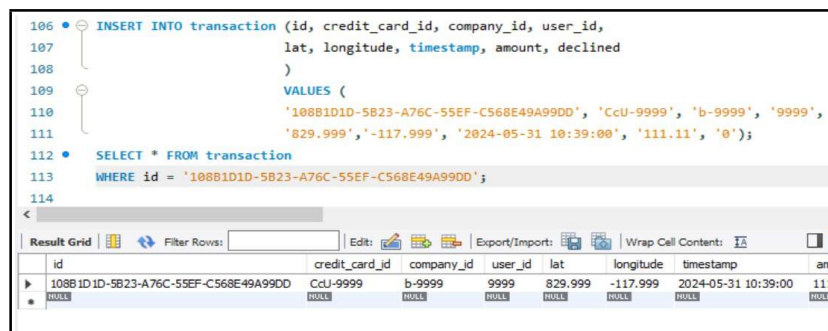 106 INSERT INTO transaction (id, credit_card_id, company_id, user_id,
107 lat, longitude, timestamp, amount, declined
108 )
109 VALUES (
110 '108B1D1D-5B23-A76C-55EF-C568E49A99DD', 'CcU-9999', 'b-9999', '9999',
111 '829.999','-117.999', '2024-05-31 10:39:00', '111.11', '0');
112 SELECT * FROM transaction
113 WHERE id = '108B1D1D-5B23-A76C-55EF-C568E49A99DD';
114
Result Grid Filter Rows: Edit: Export/Import: Wrap Cell Content: IA
id credit_card_id company_id user_id lat longitude timestamp am
108B1D1D-5B23-A76C-55EF-C568E49A99DD CcU-9999 b-9999 9999 829.999 -117.999 2024-05-31 10:39:00 111
NULL NULL NULL NULL NULL NULL NULL NULL